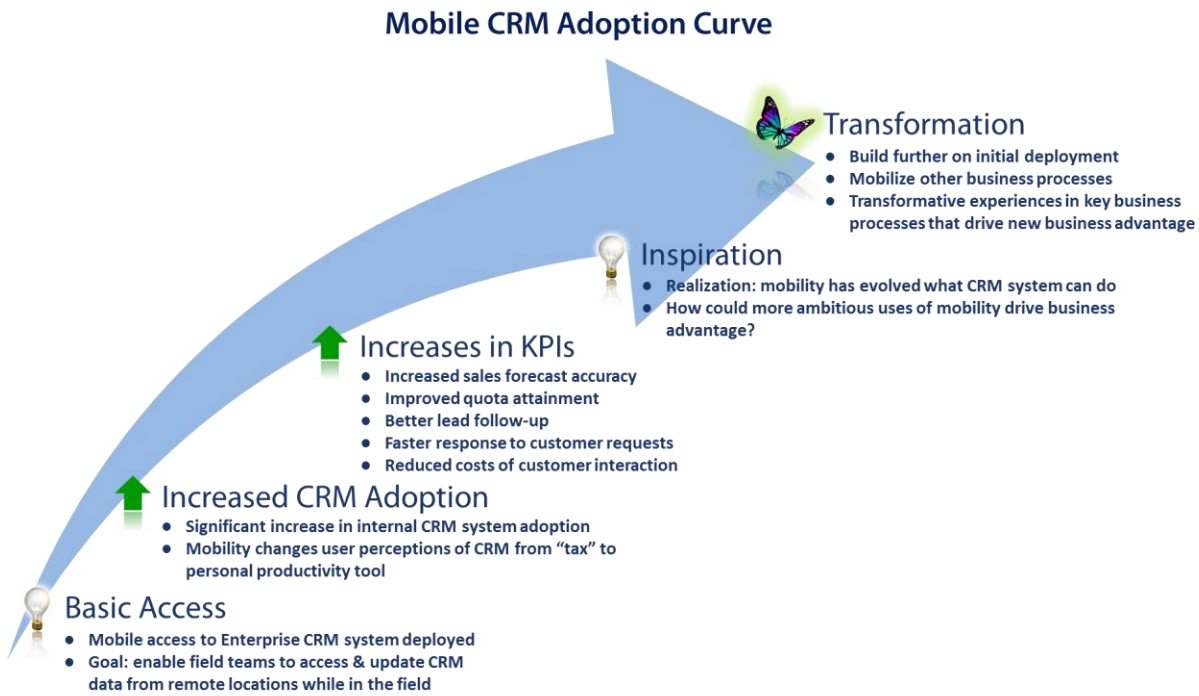 Mobile CRM Adoption Curve
Transformation
● Build further on initial deployment
● Mobilize other business processes
● Transformative experiences in key business
processes that drive new business advantage
Inspiration
● Realization: mobility has evolved what CRM system can do
● How could more ambitious uses of mobility drive business
advantage?
Increases in KPIs
● Increased sales forecast accuracy
● Improved quota attainment
● Better lead follow-up
● Faster response to customer requests
● Reduced costs of customer interaction
Increased CRM Adoption
● Significant increase in internal CRM system adoption
● Mobility changes user perceptions of CRM from “tax” to
personal productivity tool
Basic Access
● Mobile access to Enterprise CRM system deployed
● Goal: enable field teams to access & update CRM
data from remote locations while in the field